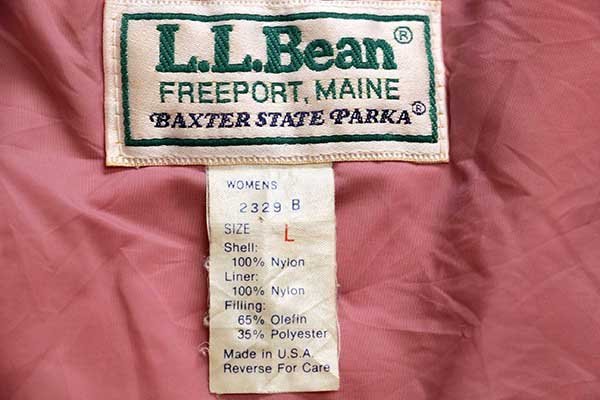 L.L.Bean®
FREEPORT, MAINE
BAXTER STATE PARKA®
WOMENS
2329 B
SIZE L
Shell:
100% Nylon
Liner:
100% Nylon
Filling:
65% Olefin
35% Polyester
Made in U.S.A.
Reverse For Care